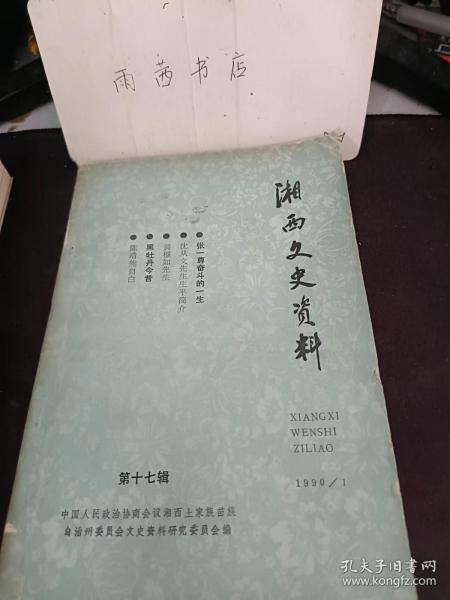 雨茜书店
湘西文史资料
XIANGXI
WENSHI
ZILIAO
1990/1
●张一尊奋斗的一生
●沈从文先生生平简介
●黄穆如先生
●黑牡丹今昔
●陈靖熊自白
第十七辑
中国人民政治协商会议湘西土家族苗族
自治州委员会文史资料研究委员会编
孔夫子旧书网
www.kongfz.com